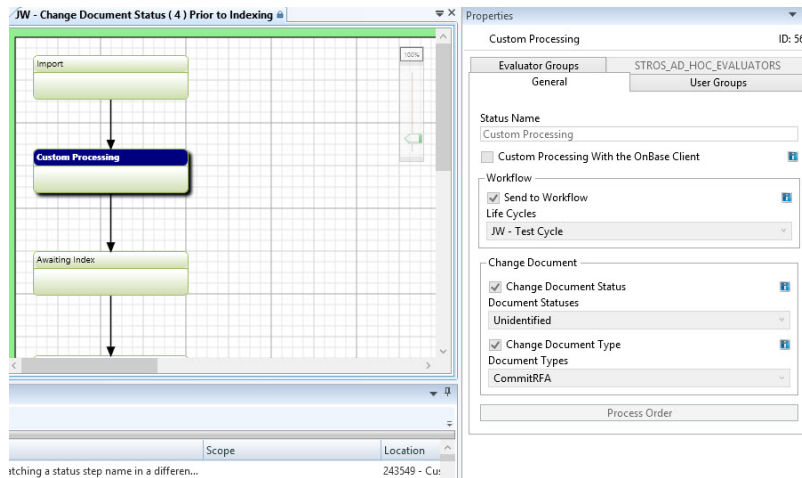 JW - Change Document Status ( 4 ) Prior to Indexing
Import
100%
Custom Processing
Awaiting Index
Scope
Location
atching a status step name in a differen...
243549 - Cu
Properties
Custom Processing
ID: 56
Evaluator Groups
STROS_AD_HOC_EVALUATORS
General
User Groups
Status Name
Custom Processing
Custom Processing With the OnBase Client
Workflow
Send to Workflow
Life Cycles
JW - Test Cycle
Change Document
Change Document Status
Document Statuses
Unidentified
Change Document Type
Document Types
CommitRFA
Process Order